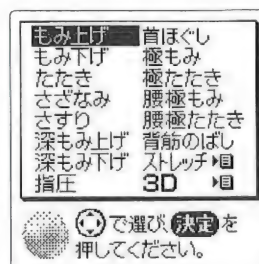 もみ上げ 首ほぐし
もみ下げ 極もみ
たたき 極たたき
さざなみ 腰極もみ
さすり 腰極たたき
深もみ上げ 背筋のばし
深もみ下げ ストレッチ
指圧 3D
で選び、決定を
押してください。